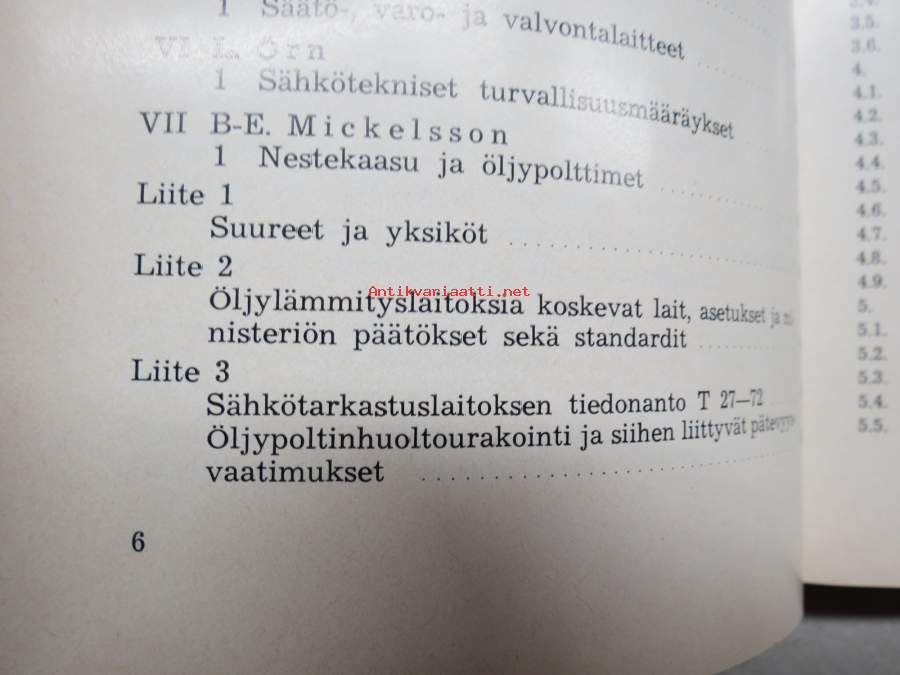 1 Säätö-, varo- ja valvontalaitteet
VI L. Örn
1 Sähkötekniset turvallisuusmääräykset
VII B-E. Mickelsson
1 Nestekaasu ja öljypolttimet
Liite 1
Suureet ja yksiköt
Liite 2
Öljylämmityslaitoksia koskevat lait, asetukset ja mi-
nisteriön päätökset sekä standardit
Liite 3
Sähkötarkastuslaitoksen tiedonanto T 27—72
Öljypoltinhuoltourakointi ja siihen liittyvät pätevyys-
vaatimukset
6
Antikvariaatti.net
3.5.
3.6.
4.
4.1.
4.2.
4.3.
4.4.
4.5.
4.6.
4.7.
4.8.
4.9.
5.
5.1.
5.2.
5.3.
5.4.
5.5.